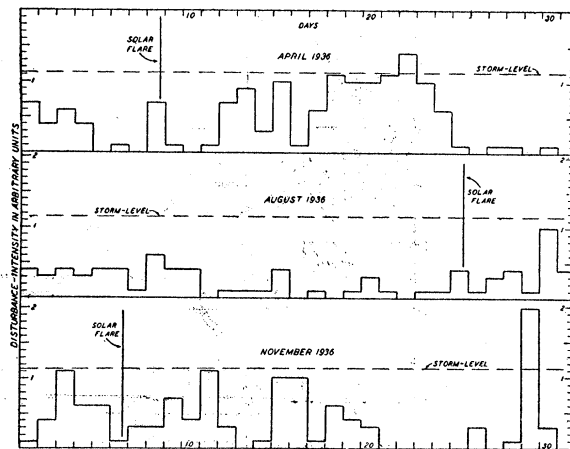 10
DAYS
20
30
SOLAR
FLARE
APRIL 1936
STORM-LEVEL
1
1
DISTURBANCE-INTENSITY IN ARBITRARY UNITS
2
2
AUGUST 1936
SOLAR
FLARE
STORM-LEVEL
1
1
2
2
SOLAR
FLARE
NOVEMBER 1936
STORM-LEVEL
1
1
10
20
30